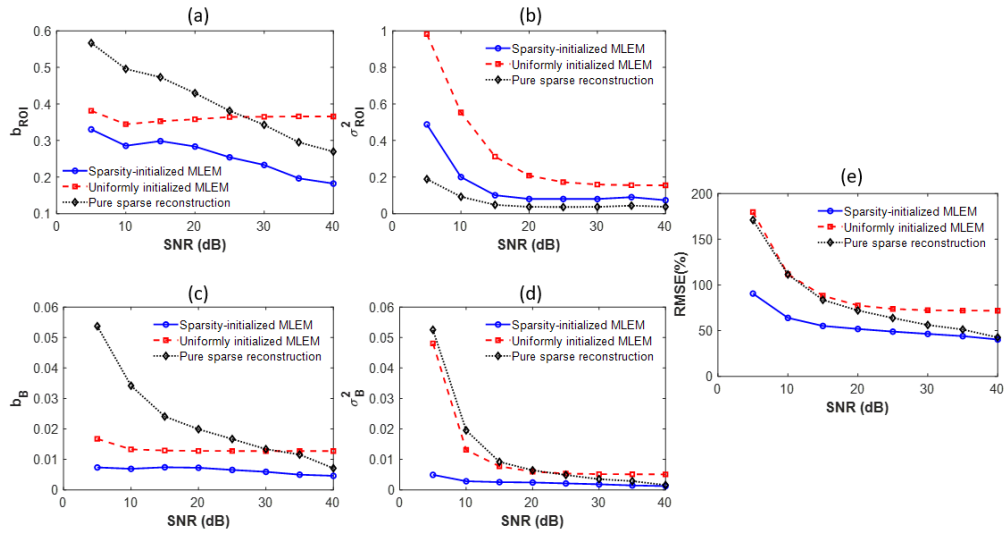 (a)
0.6
0.5
0.4
0.3
0.2
0.1
b_ROI
Sparsity-initialized MLEM
Uniformly initialized MLEM
Pure sparse reconstruction
0 10 20 30 40
SNR (dB)
(b)
1
0.8
0.6
0.4
0.2
0
σ²_ROI
Sparsity-initialized MLEM
Uniformly initialized MLEM
Pure sparse reconstruction
0 10 20 30 40
SNR (dB)
(c)
0.06
0.05
0.04
0.03
0.02
0.01
0
b_B
Sparsity-initialized MLEM
Uniformly initialized MLEM
Pure sparse reconstruction
0 10 20 30 40
SNR (dB)
(d)
0.06
0.05
0.04
0.03
0.02
0.01
0
σ²_B
Sparsity-initialized MLEM
Uniformly initialized MLEM
Pure sparse reconstruction
0 10 20 30 40
SNR (dB)
(e)
200
150
100
50
0
RMSE(%)
Sparsity-initialized MLEM
Uniformly initialized MLEM
Pure sparse reconstruction
0 10 20 30 40
SNR (dB)